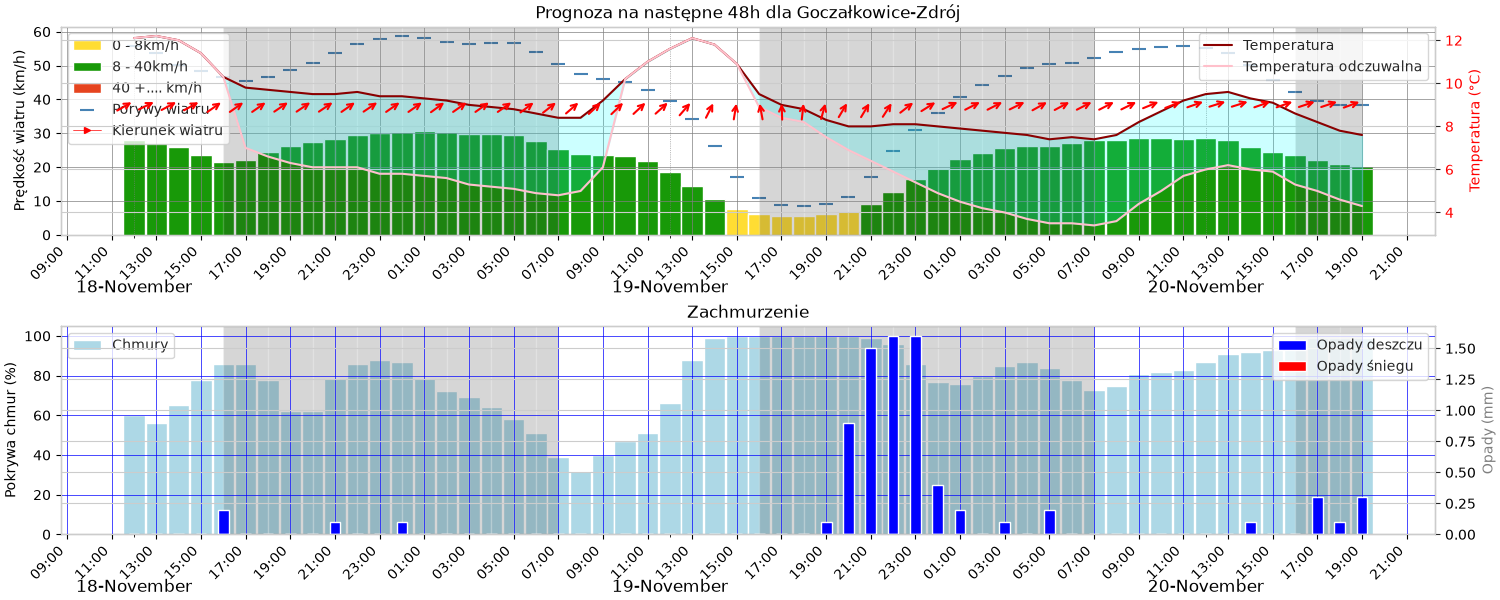 Prognoza na następne 48h dla Goczałkowice-Zdrój
Prędkość wiatru (km/h)
60
50
40
30
20
10
0
0 - 8km/h
8 - 40km/h
40 +.... km/h
Porywy wiatru
Kierunek wiatru
Temperatura
Temperatura odczuwalna
12
10
8
6
4
Temperatura (°C)
09:00 11:00 13:00 15:00 17:00 19:00 21:00 23:00 01:00 03:00 05:00 07:00 09:00 11:00 13:00 15:00 17:00 19:00 21:00 23:00 01:00 03:00 05:00 07:00 09:00 11:00 13:00 15:00 17:00 19:00 21:00
18-November 19-November 20-November
Zachmurzenie
Pokrywa chmur (%)
100
80
60
40
20
0
Chmury
Opady deszczu
Opady śniegu
1.50
1.25
1.00
0.75
0.50
0.25
0.00
Opady (mm)
09:00 11:00 13:00 15:00 17:00 19:00 21:00 23:00 01:00 03:00 05:00 07:00 09:00 11:00 13:00 15:00 17:00 19:00 21:00 23:00 01:00 03:00 05:00 07:00 09:00 11:00 13:00 15:00 17:00 19:00 21:00
18-November 19-November 20-November